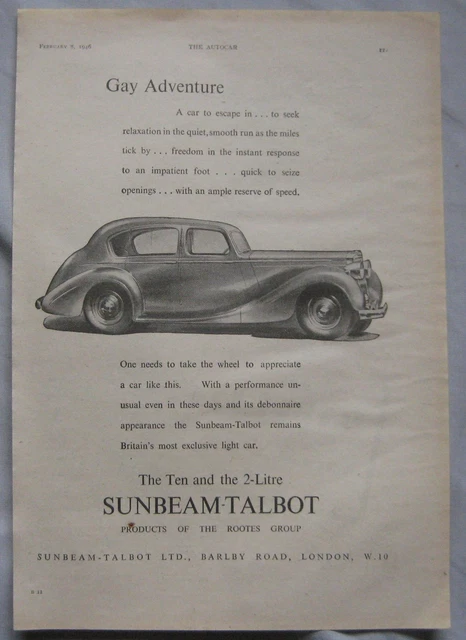 THE AUTOCAR
Gay Adventure
A car to escape in . . . to seek
relaxation in the quiet, smooth run as the miles
tick by . . . freedom in the instant response
to an impatient foot . . . quick to seize
openings . . . with an ample reserve of speed.
One needs to take the wheel to appreciate
a car like this. With a performance un-
usual even in these days and its debonnaire
appearance the Sunbeam-Talbot remains
Britain's most exclusive light car.
The Ten and the 2-Litre
SUNBEAM-TALBOT
PRODUCTS OF THE ROOTES GROUP
SUNBEAM-TALBOT LTD., BARLBY ROAD, LONDON, W.10